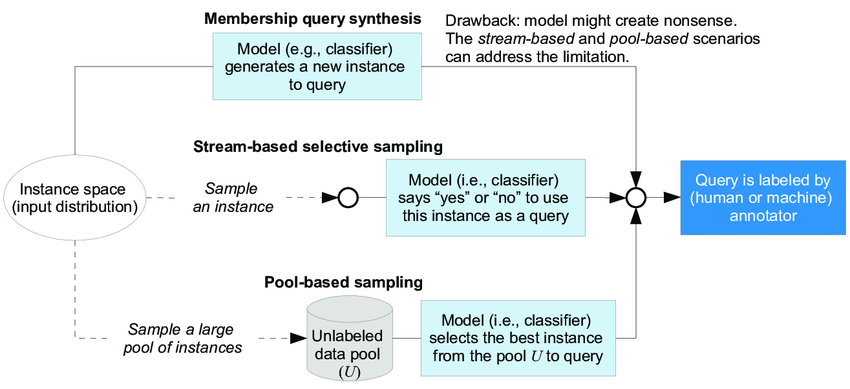 Membership query synthesis
Model (e.g., classifier)
generates a new instance
to query
Drawback: model might create nonsense.
The stream-based and pool-based scenarios
can address the limitation.
Stream-based selective sampling
Instance space
(input distribution)
Sample
an instance
Model (i.e., classifier)
says “yes” or “no” to use
this instance as a query
Query is labeled by
(human or machine)
annotator
Pool-based sampling
Sample a large
pool of instances
Unlabeled
data pool
(U)
Model (i.e., classifier)
selects the best instance
from the pool U to query